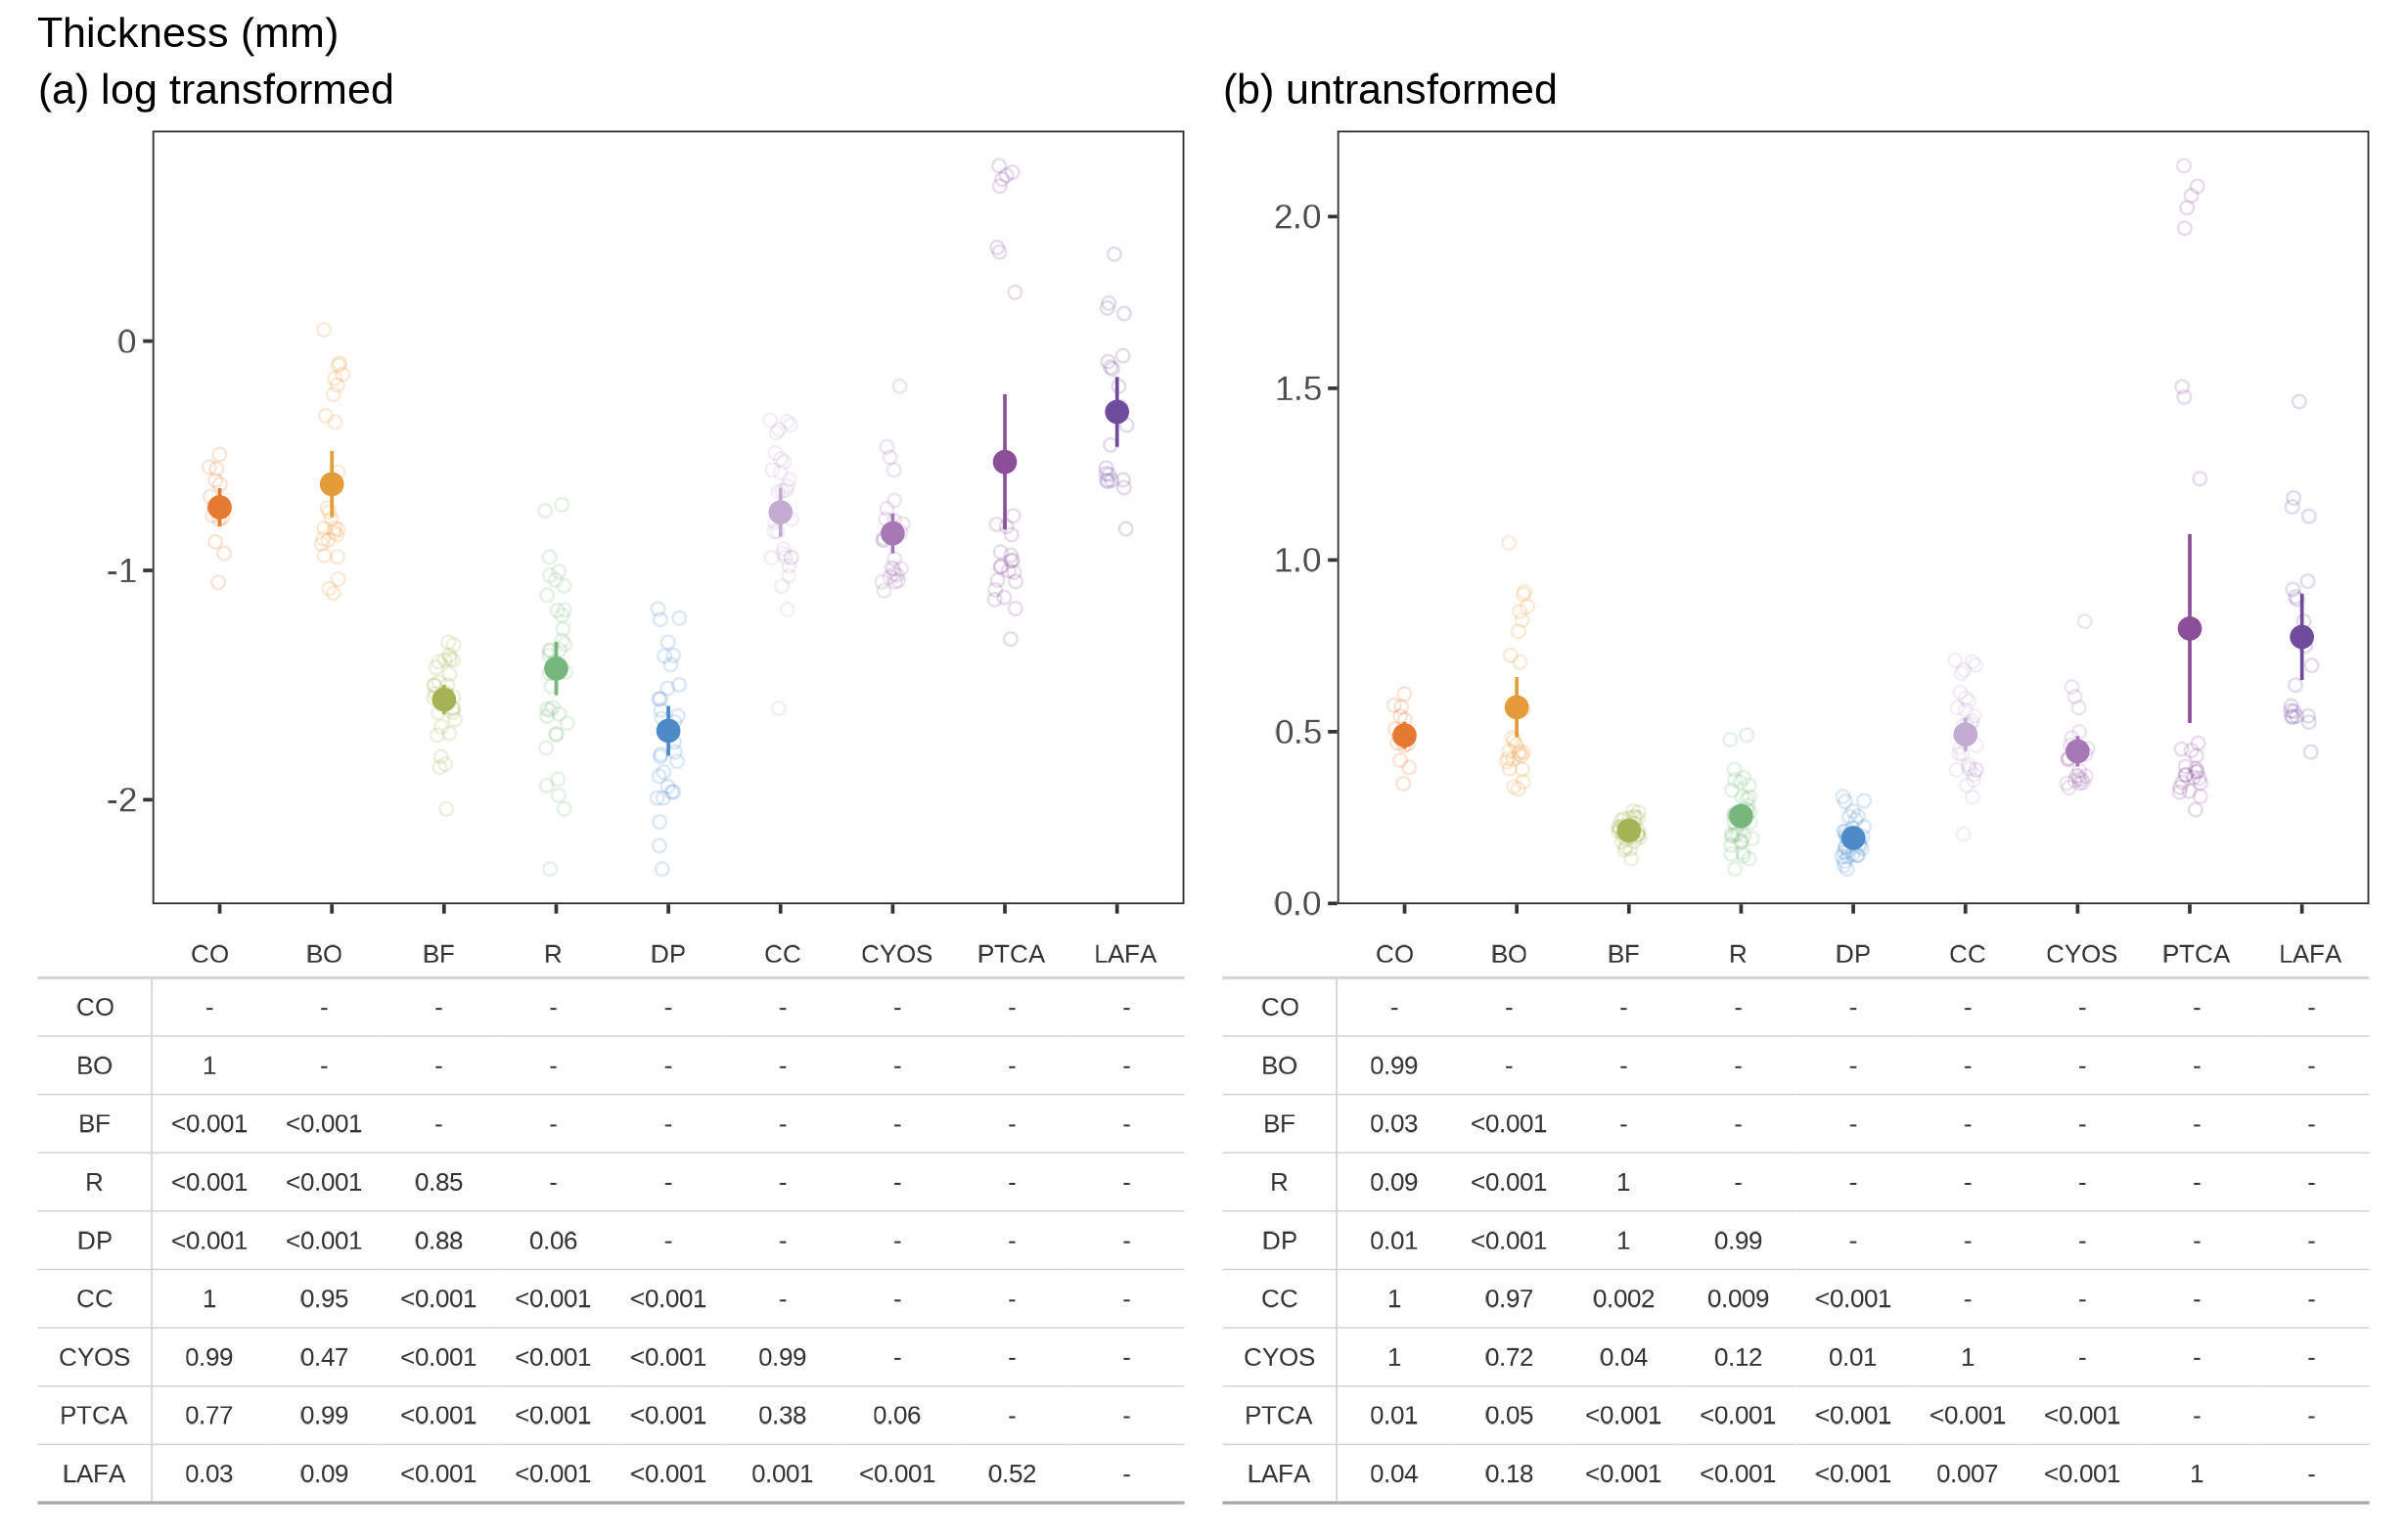 Thickness (mm)
(a) log transformed
0
-1
-2
CO BO BF R DP CC CYOS PTCA LAFA
CO - - - - - - - - -
BO 1 - - - - - - - -
BF <0.001 <0.001 - - - - - - -
R <0.001 <0.001 0.85 - - - - - -
DP <0.001 <0.001 0.88 0.06 - - - - -
CC 1 0.95 <0.001 <0.001 <0.001 - - - -
CYOS 0.99 0.47 <0.001 <0.001 <0.001 0.99 - - -
PTCA 0.77 0.99 <0.001 <0.001 <0.001 0.38 0.06 - -
LAFA 0.03 0.09 <0.001 <0.001 <0.001 0.001 <0.001 0.52 -
(b) untransformed
2.0
1.5
1.0
0.5
0.0
CO BO BF R DP CC CYOS PTCA LAFA
CO - - - - - - - - -
BO 0.99 - - - - - - - -
BF 0.03 <0.001 - - - - - - -
R 0.09 <0.001 1 - - - - - -
DP 0.01 <0.001 1 0.99 - - - - -
CC 1 0.97 0.002 0.009 <0.001 - - - -
CYOS 1 0.72 0.04 0.12 0.01 1 - - -
PTCA 0.01 0.05 <0.001 <0.001 <0.001 <0.001 <0.001 - -
LAFA 0.04 0.18 <0.001 <0.001 <0.001 0.007 <0.001 1 -